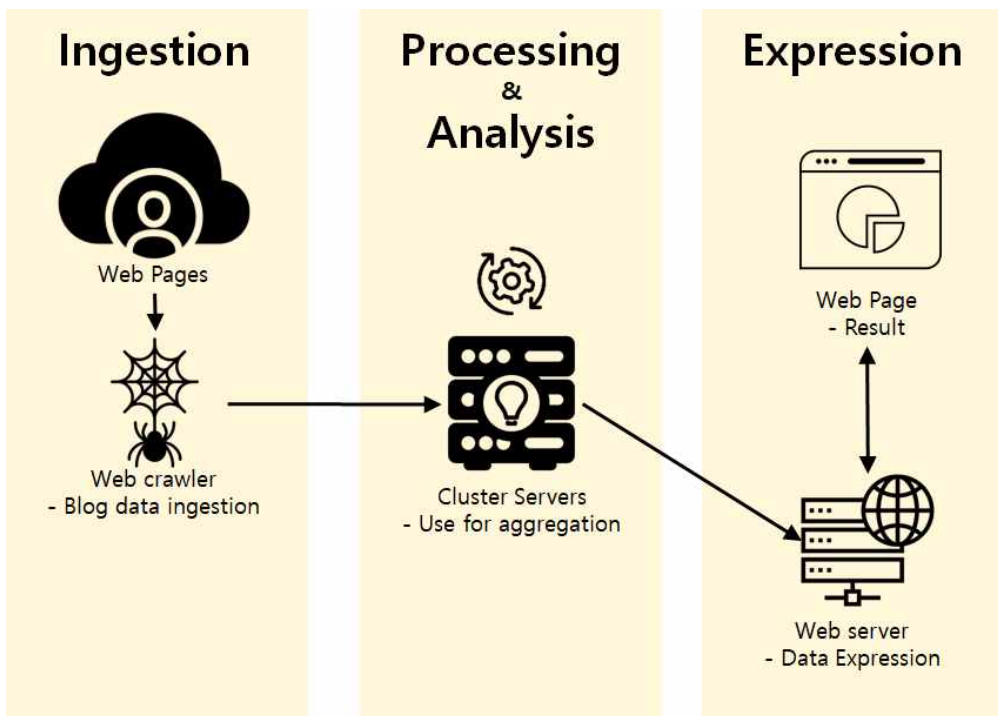 Ingestion
Web Pages
Web crawler
- Blog data ingestion
Processing
&
Analysis
Cluster Servers
- Use for aggregation
Expression
Web Page
- Result
Web server
- Data Expression